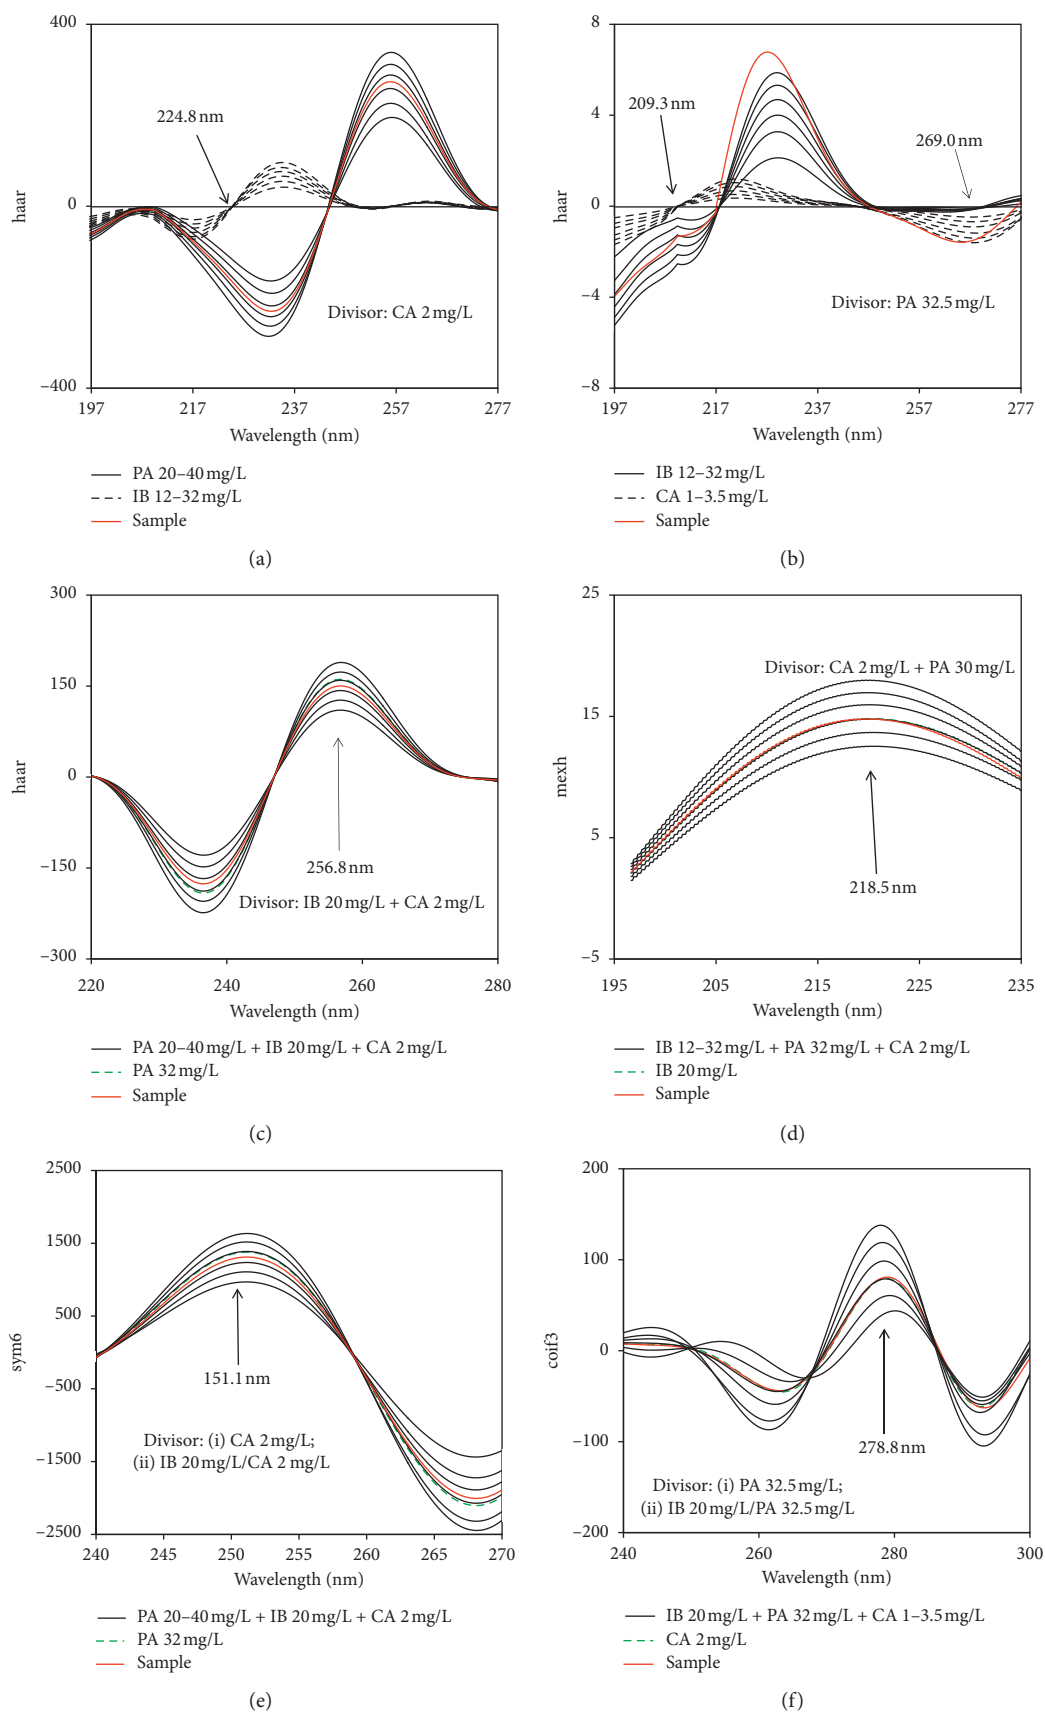 400
224.8 nm
0
haar
Divisor: CA 2 mg/L
–400
197 217 237 257 277
Wavelength (nm)
PA 20–40 mg/L
IB 12–32 mg/L
Sample
(a)
8
4
209.3 nm
269.0 nm
0
haar
–4
Divisor: PA 32.5 mg/L
–8
197 217 237 257 277
Wavelength (nm)
IB 12–32 mg/L
CA 1–3.5 mg/L
Sample
(b)
300
150
0
haar
–150
256.8 nm
Divisor: IB 20 mg/L + CA 2 mg/L
–300
220 240 260 280
Wavelength (nm)
PA 20–40 mg/L + IB 20 mg/L + CA 2 mg/L
PA 32 mg/L
Sample
(c)
25
Divisor: CA 2 mg/L + PA 30 mg/L
15
mexh
5
218.5 nm
–5
195 205 215 225 235
Wavelength (nm)
IB 12–32 mg/L + PA 32 mg/L + CA 2 mg/L
IB 20 mg/L
Sample
(d)
2500
1500
500
sym6
–500
151.1 nm
–1500
Divisor: (i) CA 2 mg/L;
(ii) IB 20 mg/L/CA 2 mg/L
–2500
240 245 250 255 260 265 270
Wavelength (nm)
PA 20–40 mg/L + IB 20 mg/L + CA 2 mg/L
PA 32 mg/L
Sample
(e)
200
100
0
coif3
–100
278.8 nm
Divisor: (i) PA 32.5 mg/L;
(ii) IB 20 mg/L/PA 32.5 mg/L
–200
240 260 280 300
Wavelength (nm)
IB 20 mg/L + PA 32 mg/L + CA 1–3.5 mg/L
CA 2 mg/L
Sample
(f)